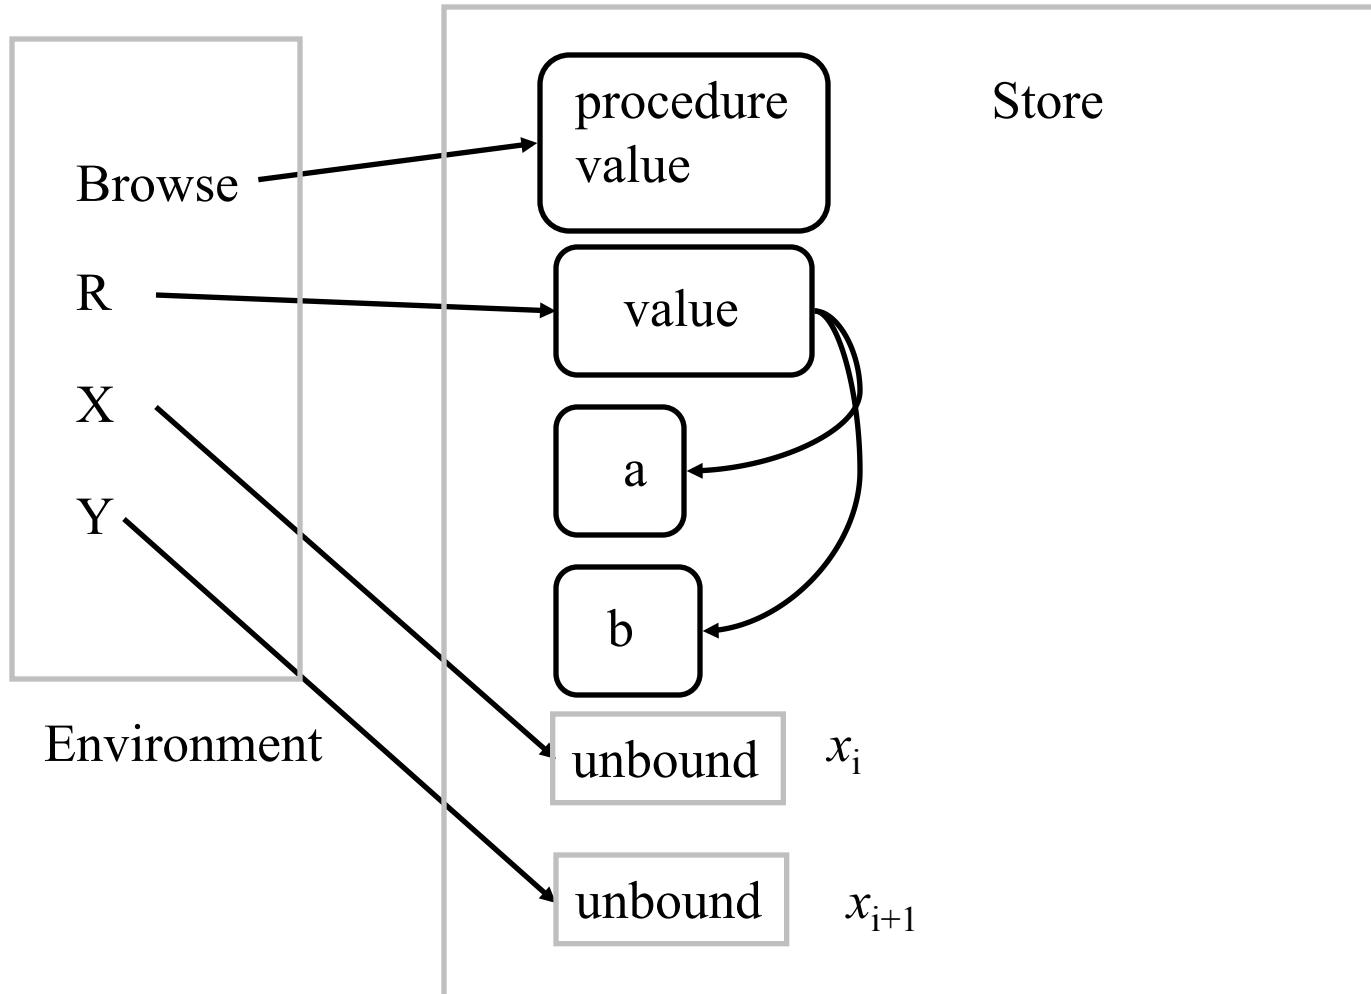 procedure
value
Store
Browse
R
value
X
a
Y
b
Environment
unbound
xi
unbound
xi+1